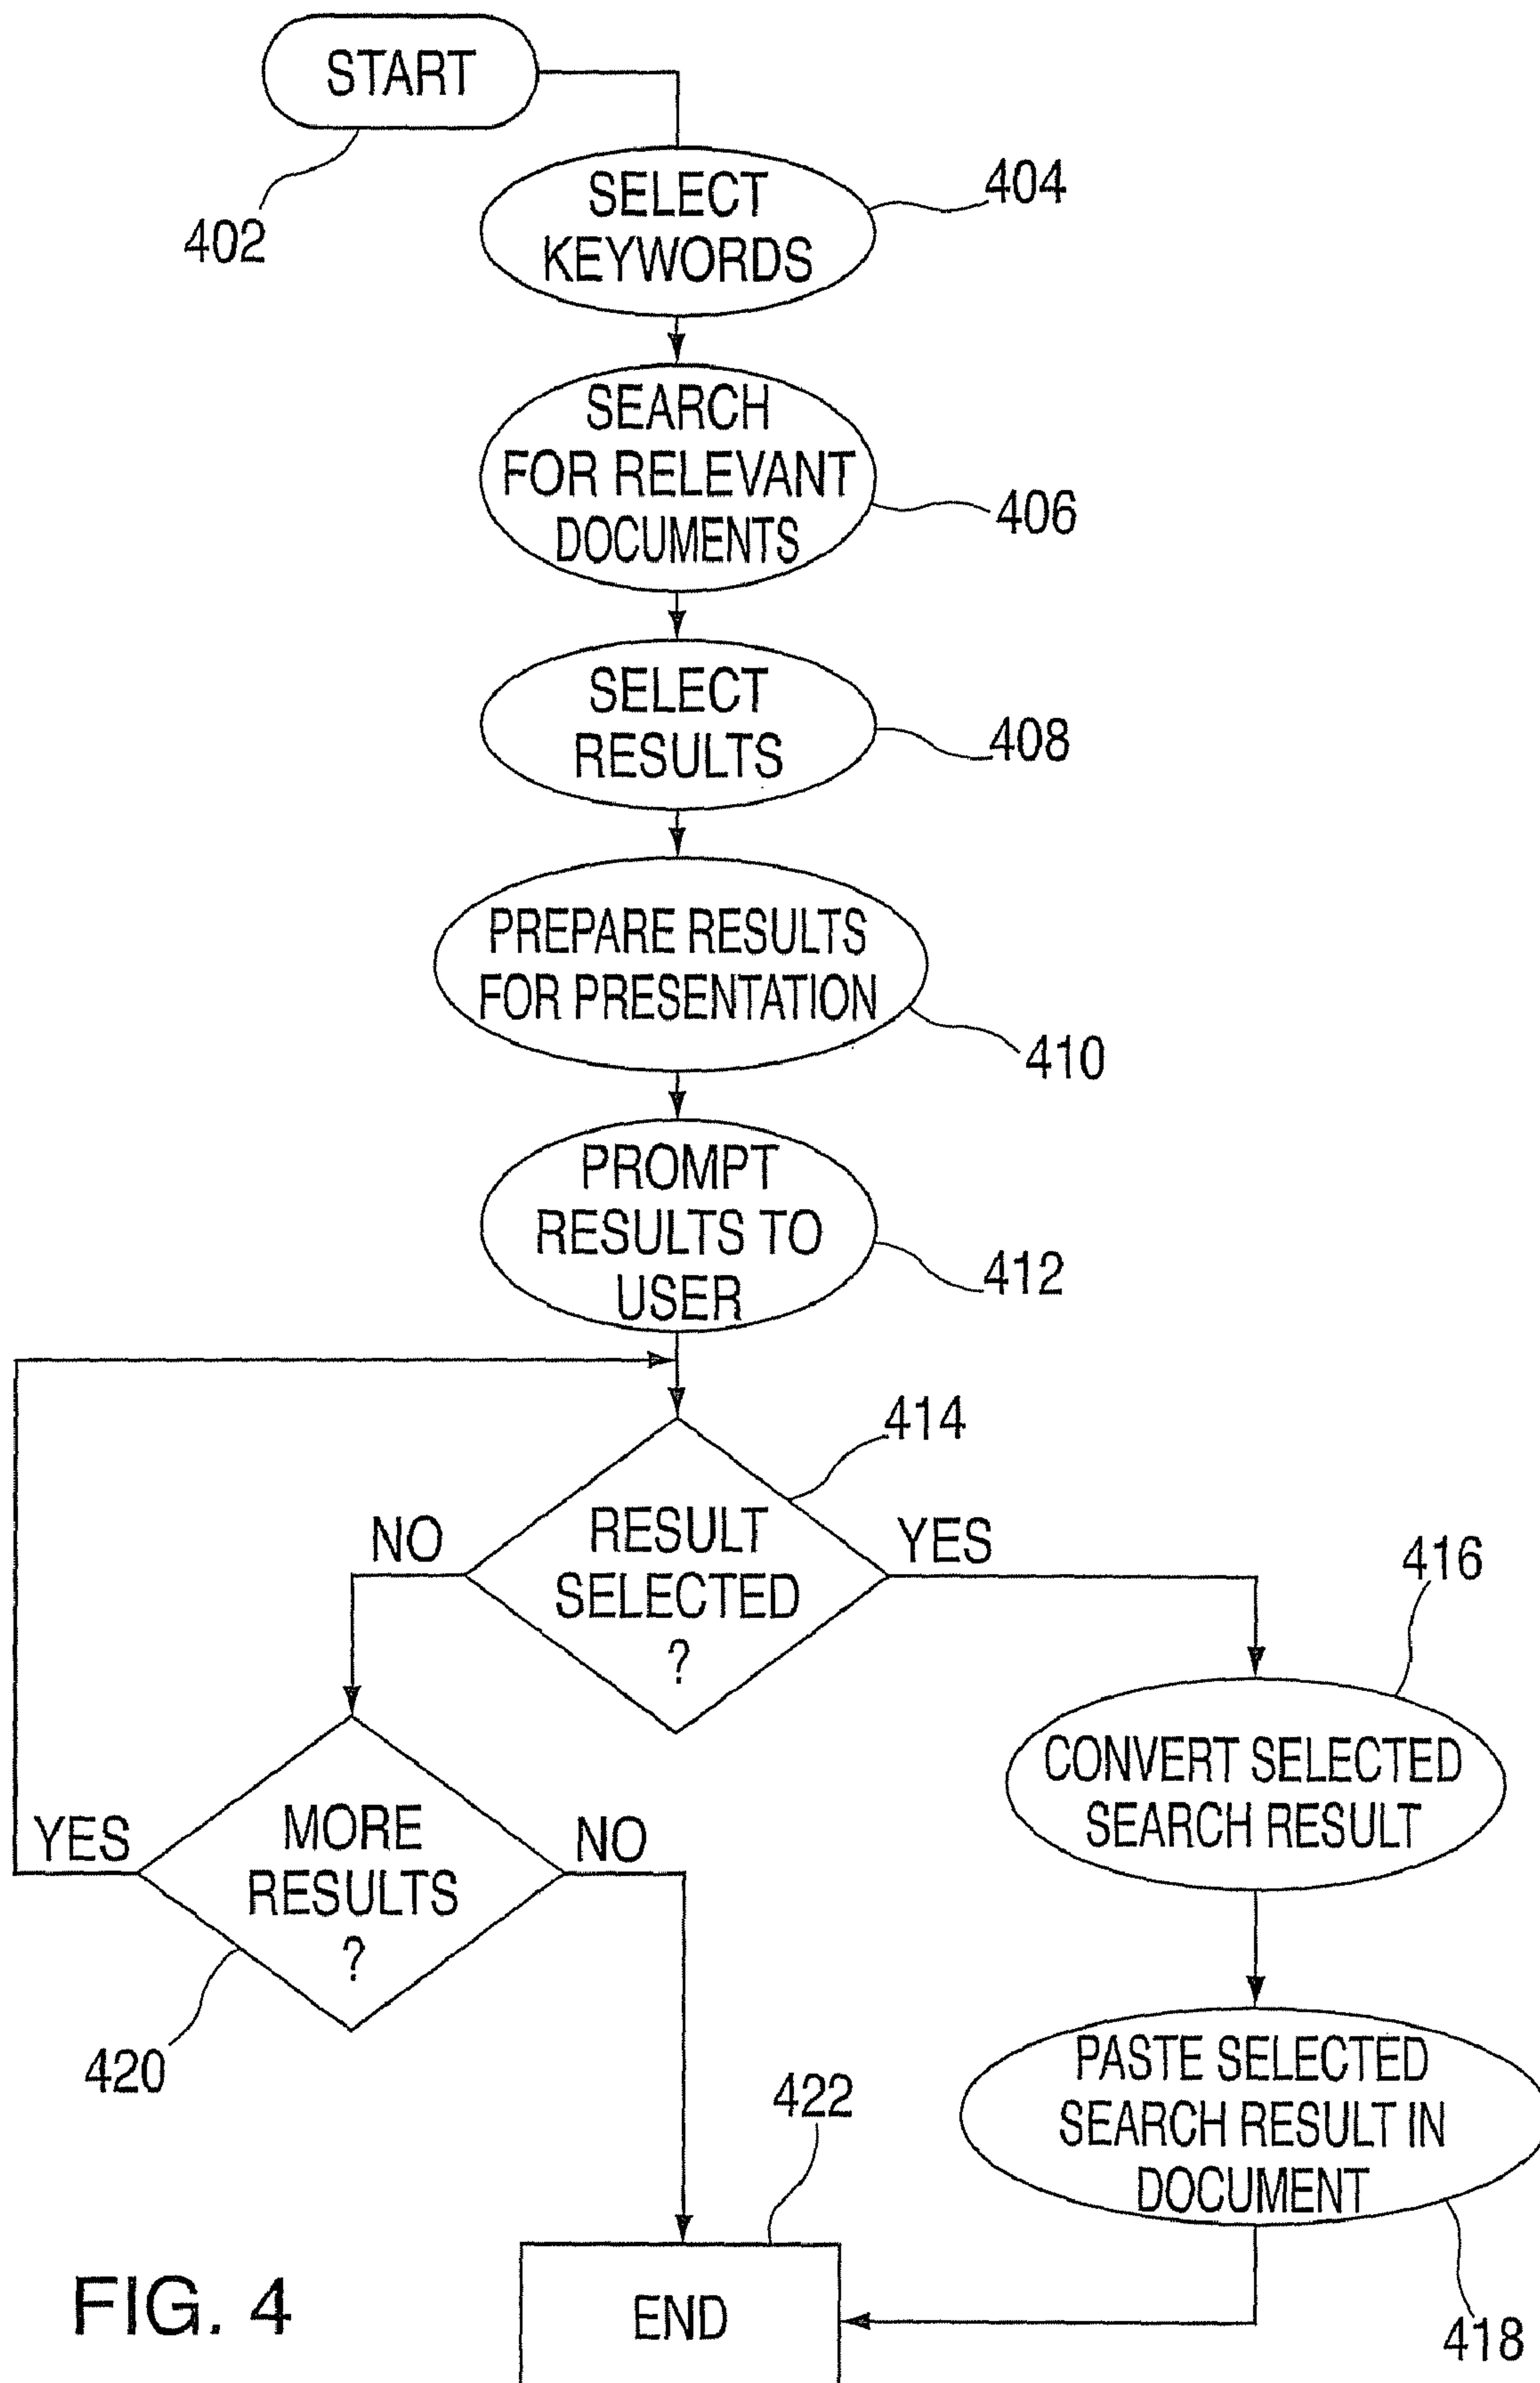 START
402
SELECT
KEYWORDS
404
SEARCH
FOR RELEVANT
DOCUMENTS
406
SELECT
RESULTS
408
PREPARE RESULTS
FOR PRESENTATION
410
PROMPT
RESULTS TO
USER
412
414
RESULT
SELECTED
?
NO
YES
416
CONVERT SELECTED
SEARCH RESULT
MORE
RESULTS
?
YES
NO
420
PASTE SELECTED
SEARCH RESULT IN
DOCUMENT
418
422
END
FIG. 4